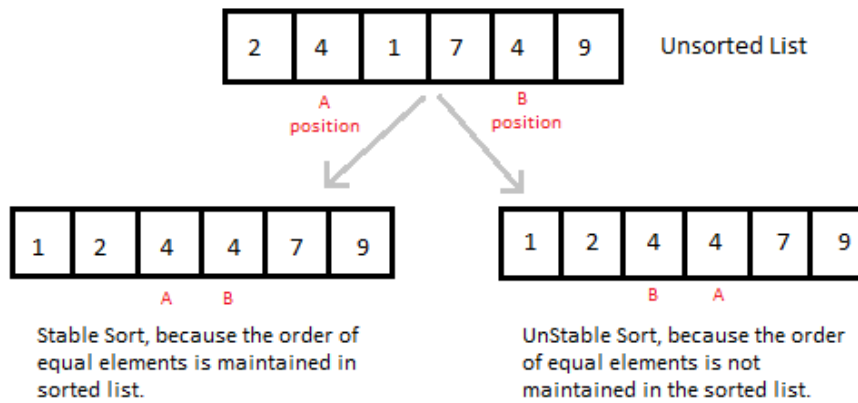 2 4 1 7 4 9 Unsorted List
A B
position position
1 2 4 4 7 9
A B
Stable Sort, because the order of
equal elements is maintained in
sorted list.
1 2 4 4 7 9
B A
UnStable Sort, because the order
of equal elements is not
maintained in the sorted list.